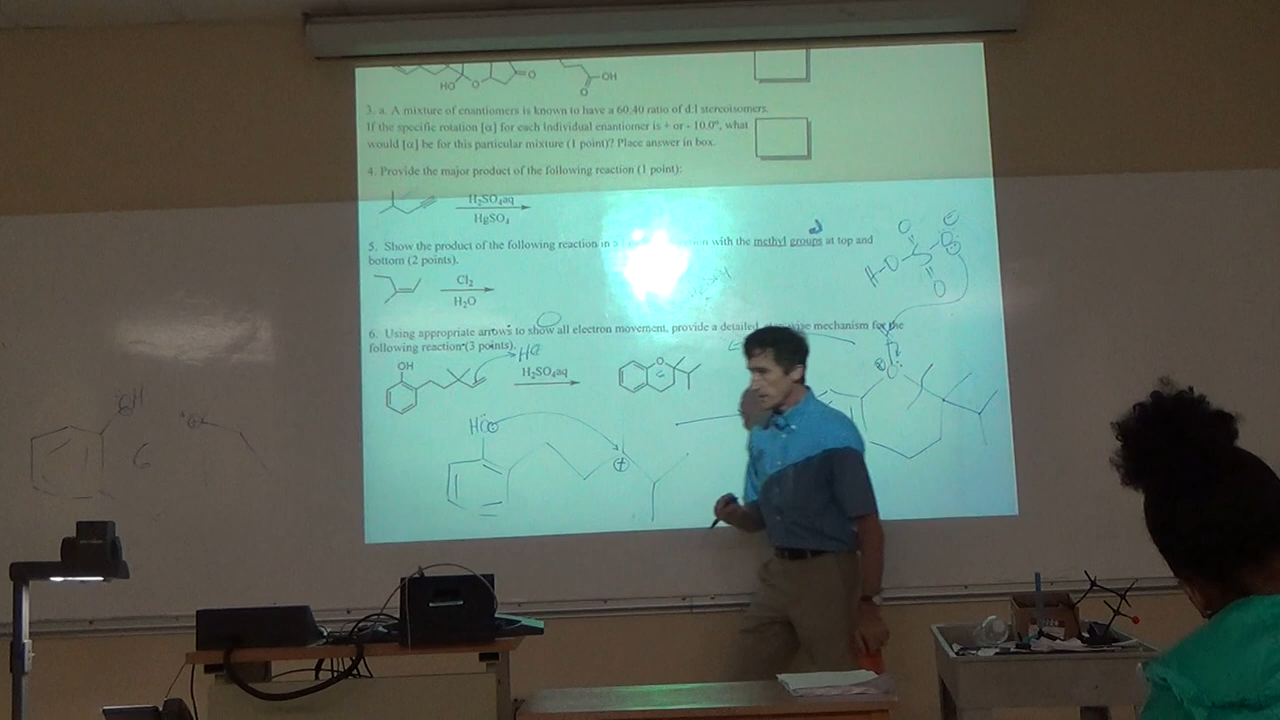 HO
O
O
OH
O
3. a. A mixture of enantiomers is known to have a 60:40 ratio of d:l stereoisomers.
If the specific rotation [α] for each individual enantiomer is + or - 10.0°, what
would [α] be for this particular mixture (1 point)? Place answer in box.
4. Provide the major product of the following reaction (1 point):
H₂SO₄aq
HgSO₄
5. Show the product of the following reaction in a with the methyl groups at top and
bottom (2 points).
Cl₂
H₂O
6. Using appropriate arrows to show all electron movement, provide a detailed, mechanism for the
following reaction (3 points).
OH
H₂SO₄aq
O
HO
+
H-O
S
O
O
O
OH
6